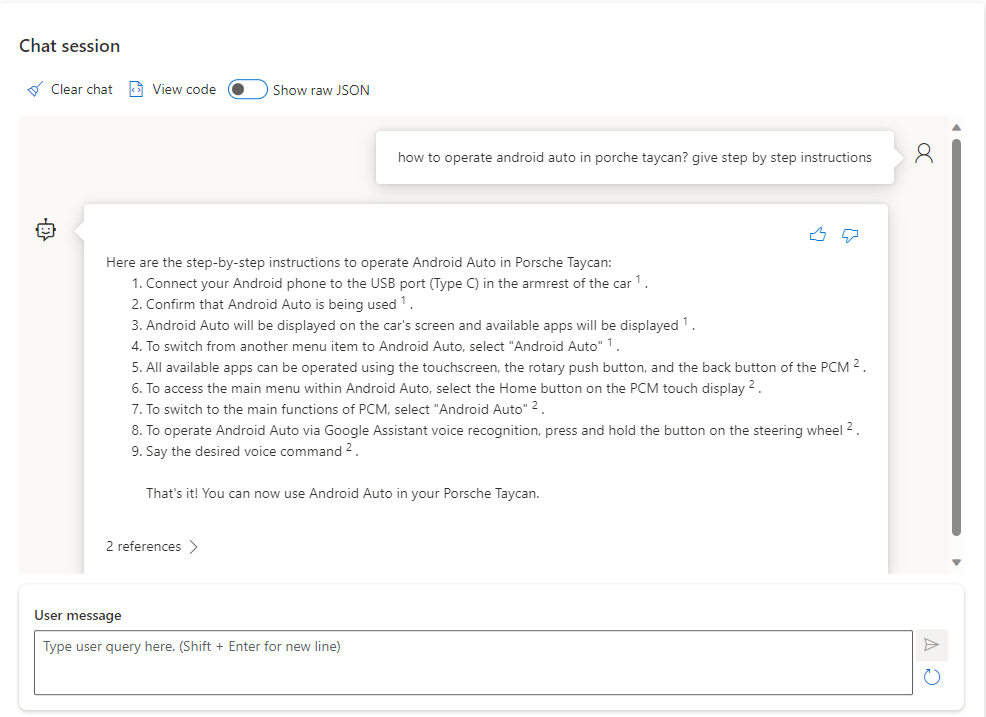 Chat session
Clear chat View code Show raw JSON
how to operate android auto in porche taycan? give step by step instructions
Here are the step-by-step instructions to operate Android Auto in Porsche Taycan:
1. Connect your Android phone to the USB port (Type C) in the armrest of the car 1 .
2. Confirm that Android Auto is being used 1 .
3. Android Auto will be displayed on the car's screen and available apps will be displayed 1 .
4. To switch from another menu item to Android Auto, select "Android Auto" 1 .
5. All available apps can be operated using the touchscreen, the rotary push button, and the back button of the PCM 2 .
6. To access the main menu within Android Auto, select the Home button on the PCM touch display 2 .
7. To switch to the main functions of PCM, select "Android Auto" 2 .
8. To operate Android Auto via Google Assistant voice recognition, press and hold the button on the steering wheel 2 .
9. Say the desired voice command 2 .
That's it! You can now use Android Auto in your Porsche Taycan.
2 references
User message
Type user query here. (Shift + Enter for new line)